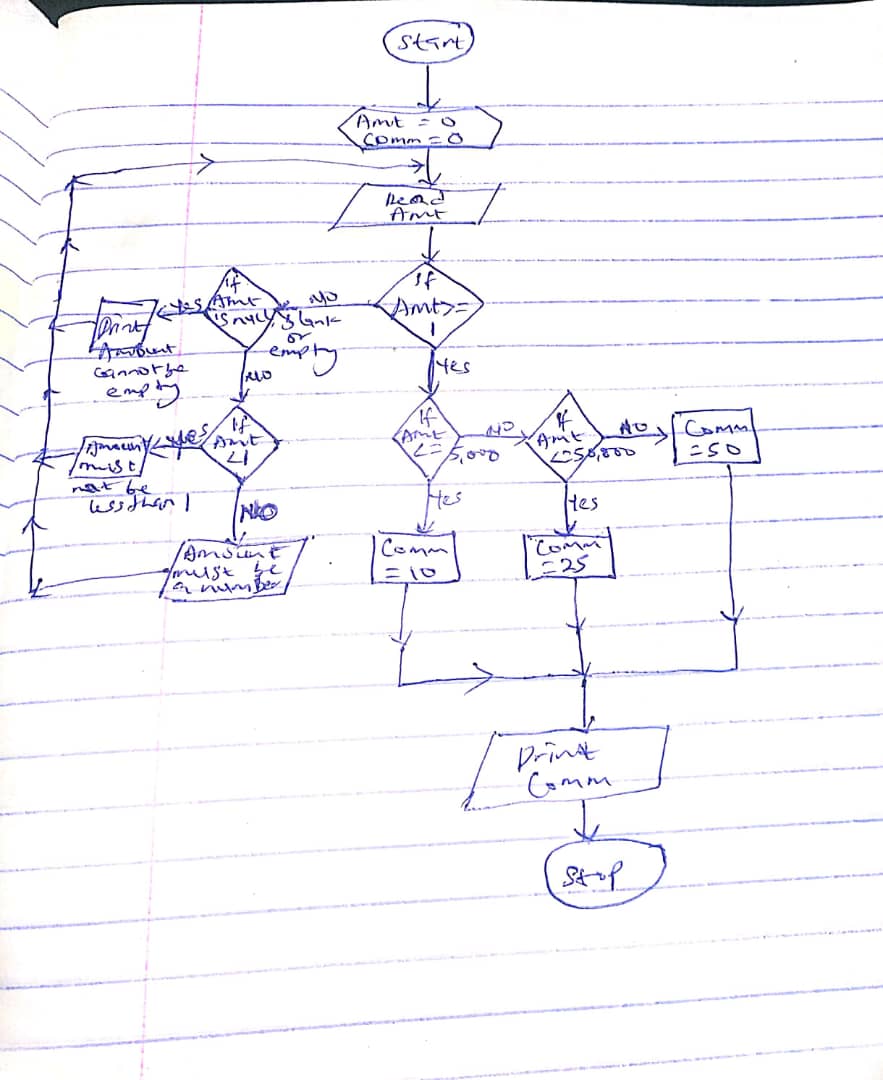 Start
Amt = 0
Comm = 0
Read
Amt
If
Amt>=
1
NO
Yes
If
Amt
is null, blank
or
empty
Yes
Print
Amount
cannot be
empty
NO
If
Amt
<1
Yes
Amount
must
not be
less than 1
NO
Amount
must be
a number
If
Amt
<= 5,000
NO
Yes
If
Amt
<=50,000
NO
Yes
Comm
= 50
Comm
= 10
Comm
= 25
Print
Comm
Stop